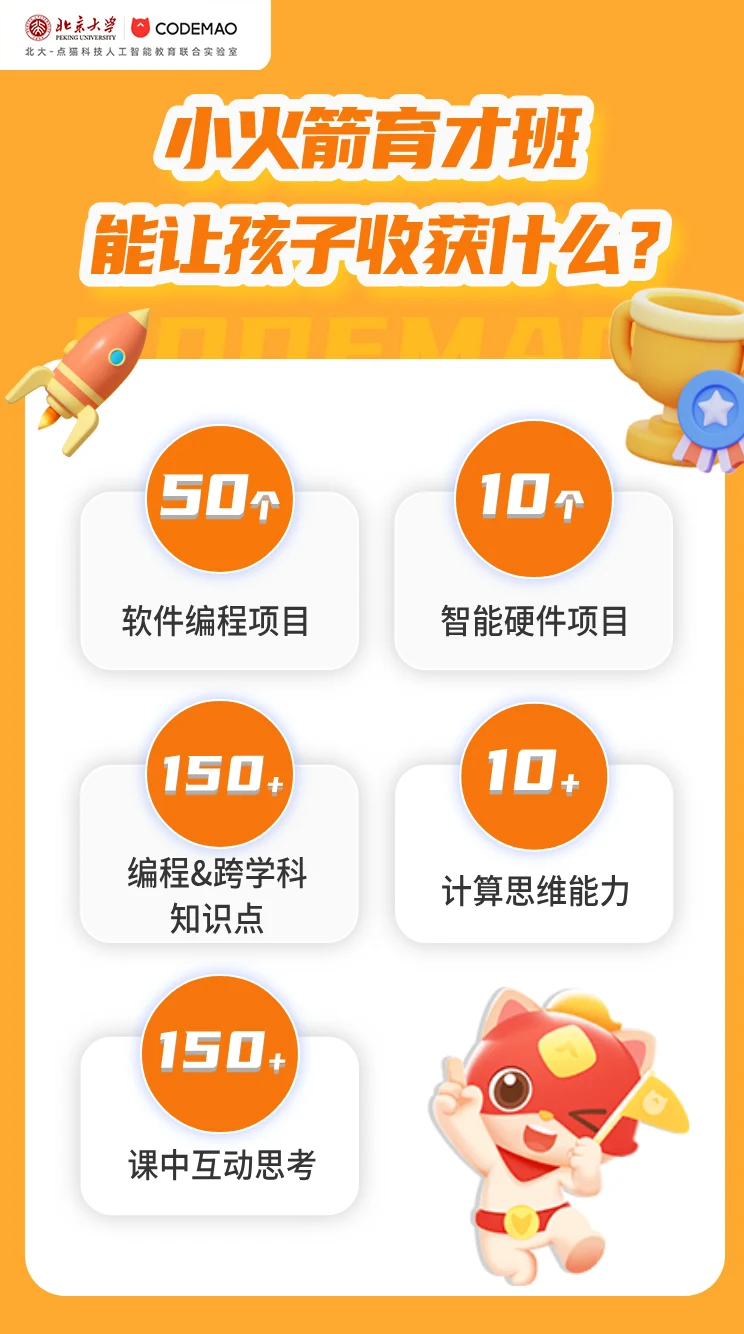 北京大学
PEKING UNIVERSITY
CODEMAO
北大-点猫科技人工智能教育联合实验室
小火箭育才班
能让孩子收获什么?
CODEMAO
50个
软件编程项目
10个
智能硬件项目
150+
编程&跨学科
知识点
10+
计算思维能力
150+
课中互动思考